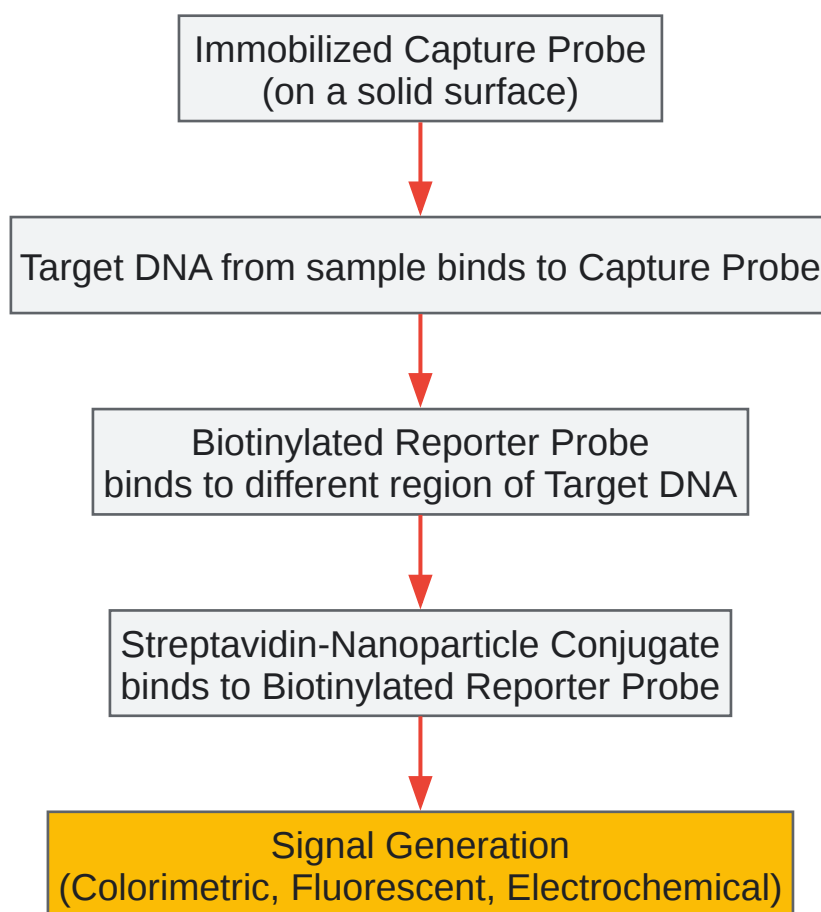 Immobilized Capture Probe
(on a solid surface)
Target DNA from sample binds to Capture Probe
Biotinylated Reporter Probe
binds to different region of Target DNA
Streptavidin-Nanoparticle Conjugate
binds to Biotinylated Reporter Probe
Signal Generation
(Colorimetric, Fluorescent, Electrochemical)